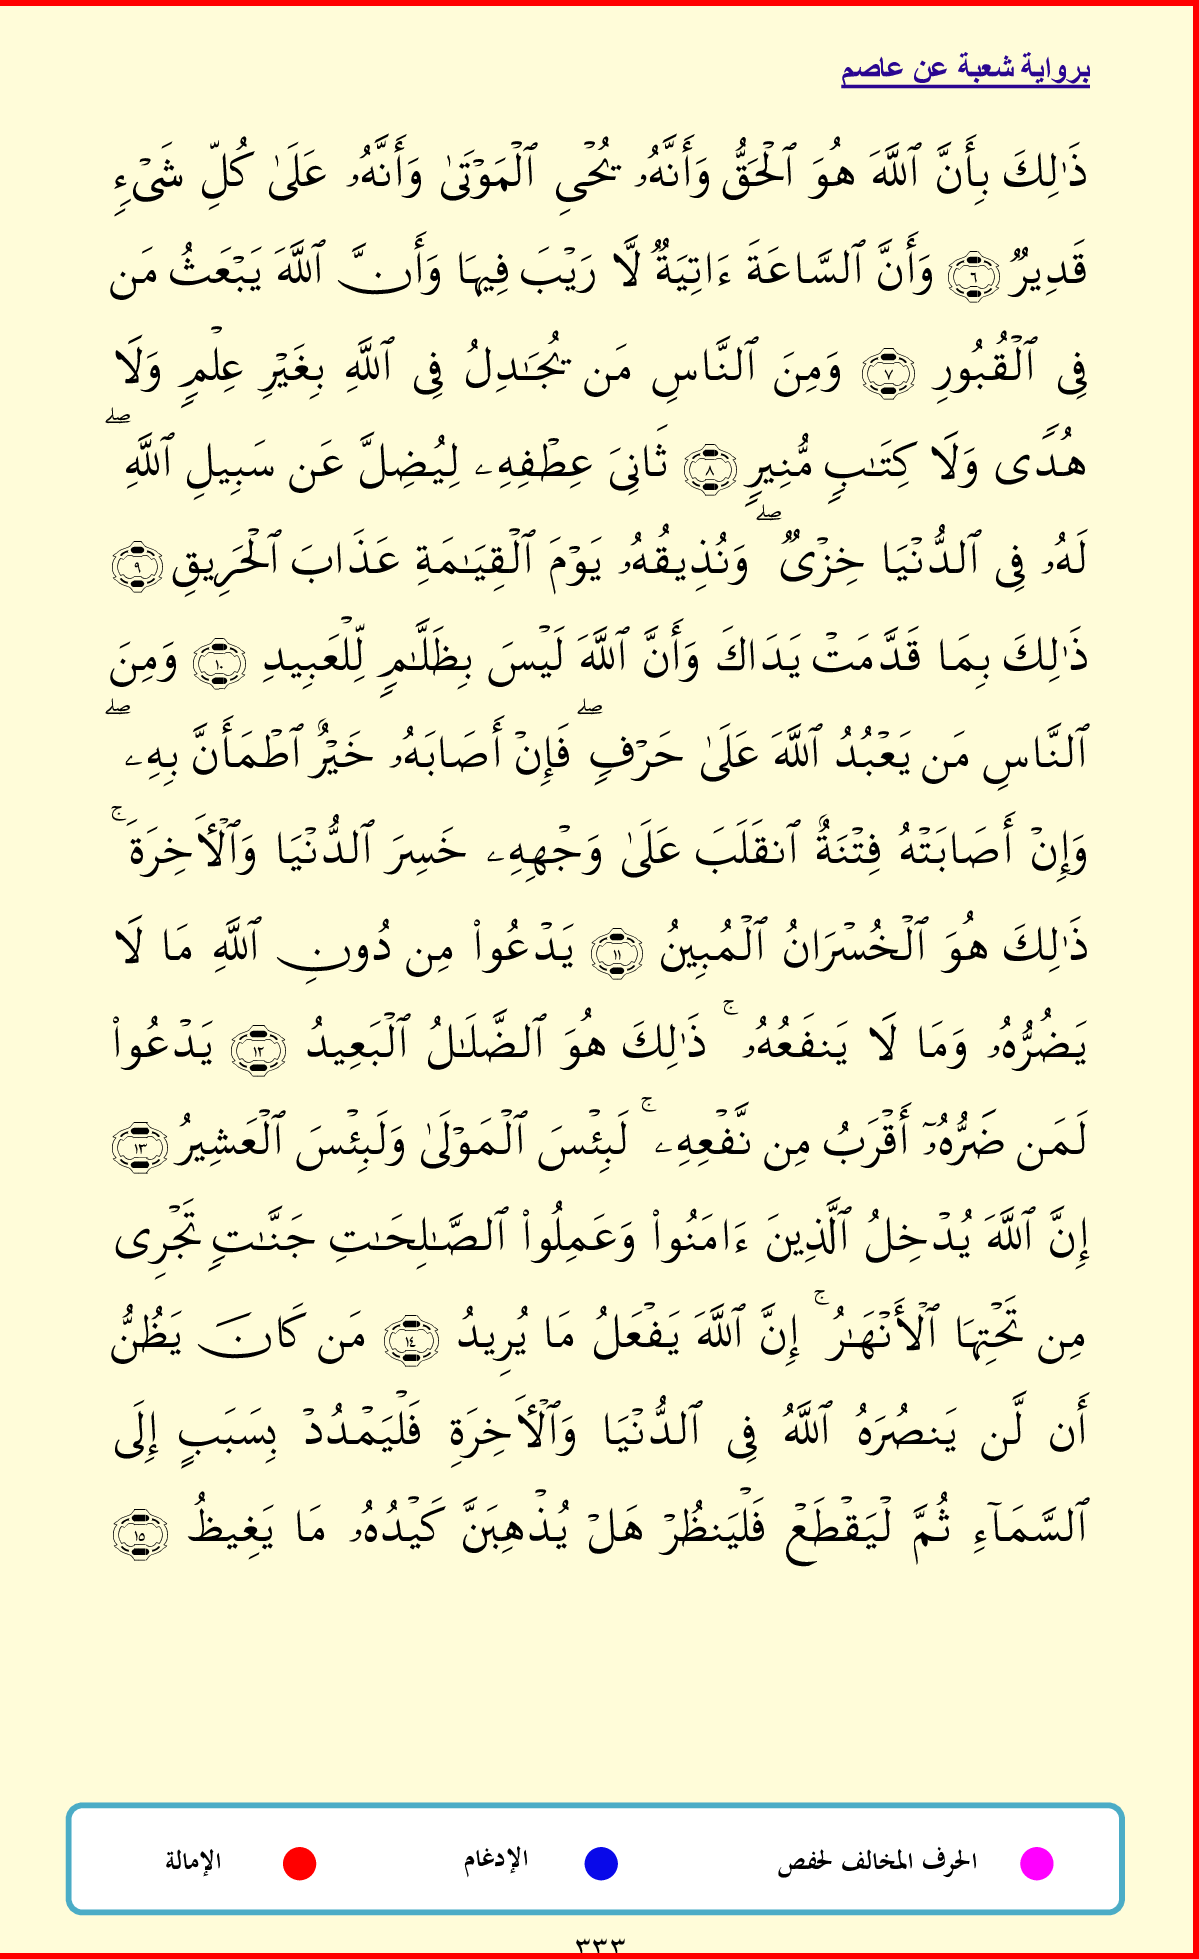 برواية شعبة عن عاصم
ذَٰلِكَ بِأَنَّ ٱللَّهَ هُوَ ٱلْحَقُّ وَأَنَّهُۥ يُحْىِ ٱلْمَوْتَىٰ وَأَنَّهُۥ عَلَىٰ كُلِّ شَىْءٍ
قَدِيرٌ ٦ وَأَنَّ ٱلسَّاعَةَ ءَاتِيَةٌ لَّا رَيْبَ فِيهَا وَأَنَّ ٱللَّهَ يَبْعَثُ مَن
فِى ٱلْقُبُورِ ٧ وَمِنَ ٱلنَّاسِ مَن يُجَـٰدِلُ فِى ٱللَّهِ بِغَيْرِ عِلْمٍ وَلَا
هُدًى وَلَا كِتَـٰبٍ مُّنِيرٍ ٨ ثَانِىَ عِطْفِهِۦ لِيُضِلَّ عَن سَبِيلِ ٱللَّهِ ۖ
لَهُۥ فِى ٱلدُّنْيَا خِزْىٌ ۖ وَنُذِيقُهُۥ يَوْمَ ٱلْقِيَـٰمَةِ عَذَابَ ٱلْحَرِيقِ ٩
ذَٰلِكَ بِمَا قَدَّمَتْ يَدَاكَ وَأَنَّ ٱللَّهَ لَيْسَ بِظَلَّـٰمٍ لِّلْعَبِيدِ ١٠ وَمِنَ
ٱلنَّاسِ مَن يَعْبُدُ ٱللَّهَ عَلَىٰ حَرْفٍ ۖ فَإِنْ أَصَابَهُۥ خَيْرٌ ٱطْمَأَنَّ بِهِۦ ۖ
وَإِنْ أَصَابَتْهُ فِتْنَةٌ ٱنقَلَبَ عَلَىٰ وَجْهِهِۦ خَسِرَ ٱلدُّنْيَا وَٱلْأَخِرَةَ ۚ
ذَٰلِكَ هُوَ ٱلْخُسْرَانُ ٱلْمُبِينُ ١١ يَدْعُوا۟ مِن دُونِ ٱللَّهِ مَا لَا
يَضُرُّهُۥ وَمَا لَا يَنفَعُهُۥ ۚ ذَٰلِكَ هُوَ ٱلضَّلَـٰلُ ٱلْبَعِيدُ ١٢ يَدْعُوا۟
لَمَن ضَرُّهُۥٓ أَقْرَبُ مِن نَّفْعِهِۦ ۚ لَبِئْسَ ٱلْمَوْلَىٰ وَلَبِئْسَ ٱلْعَشِيرُ ١٣
إِنَّ ٱللَّهَ يُدْخِلُ ٱلَّذِينَ ءَامَنُوا۟ وَعَمِلُوا۟ ٱلصَّـٰلِحَـٰتِ جَنَّـٰتٍ تَجْرِى
مِن تَحْتِهَا ٱلْأَنْهَـٰرُ ۚ إِنَّ ٱللَّهَ يَفْعَلُ مَا يُرِيدُ ١٤ مَن كَانَ يَظُنُّ
أَن لَّن يَنصُرَهُ ٱللَّهُ فِى ٱلدُّنْيَا وَٱلْأَخِرَةِ فَلْيَمْدُدْ بِسَبَبٍ إِلَى
ٱلسَّمَآءِ ثُمَّ لْيَقْطَعْ فَلْيَنظُرْ هَلْ يُذْهِبَنَّ كَيْدُهُۥ مَا يَغِيظُ ١٥
الحرف المخالف لحفص الإدغام الإمالة
٣٣٣